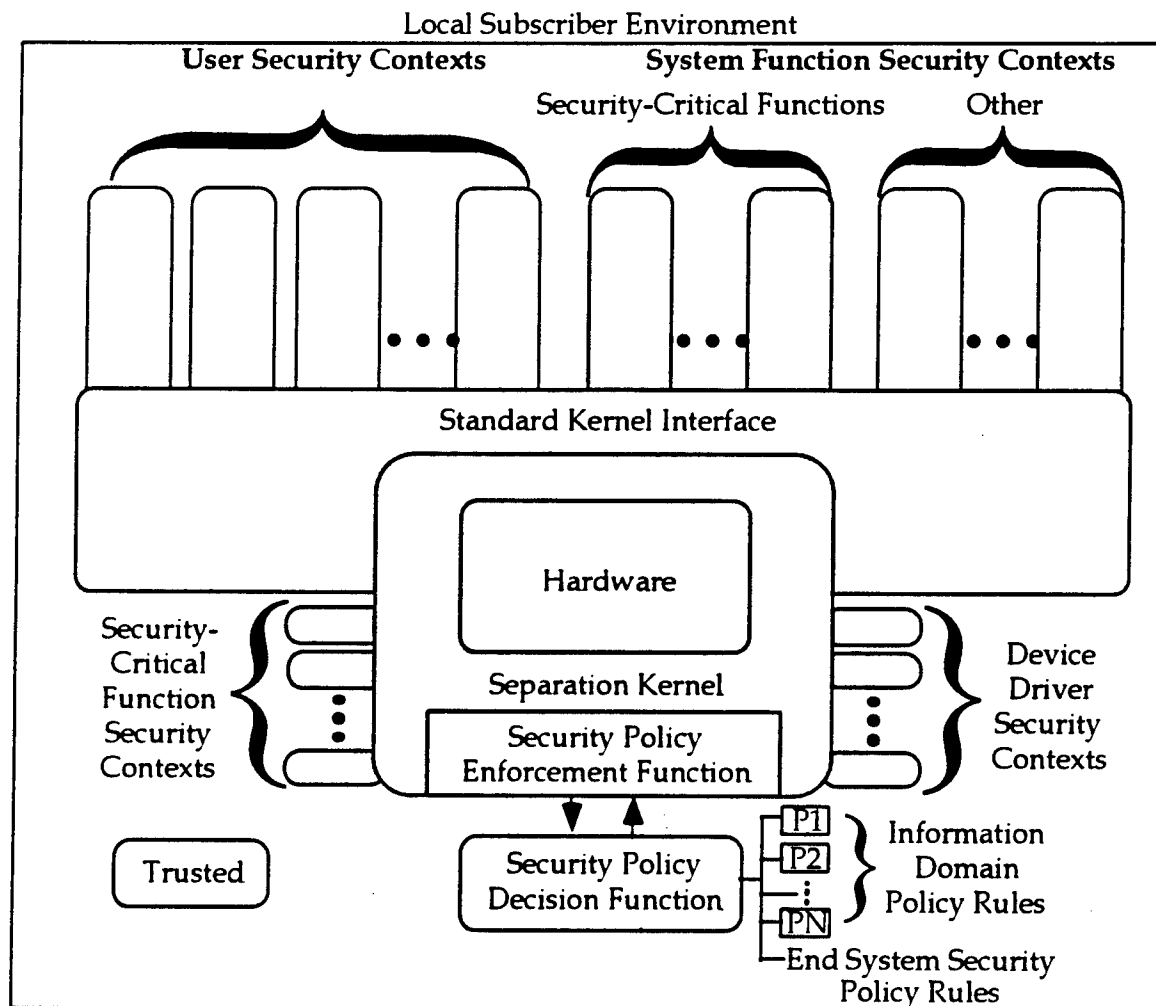 Local Subscriber Environment
User Security Contexts
System Function Security Contexts
Security-Critical Functions
Other
Standard Kernel Interface
Hardware
Separation Kernel
Security Policy
Enforcement Function
Security-
Critical
Function
Security
Contexts
Device
Driver
Security
Contexts
Trusted
Security Policy
Decision Function
P1
P2
PN
Information
Domain
Policy Rules
End System Security
Policy Rules